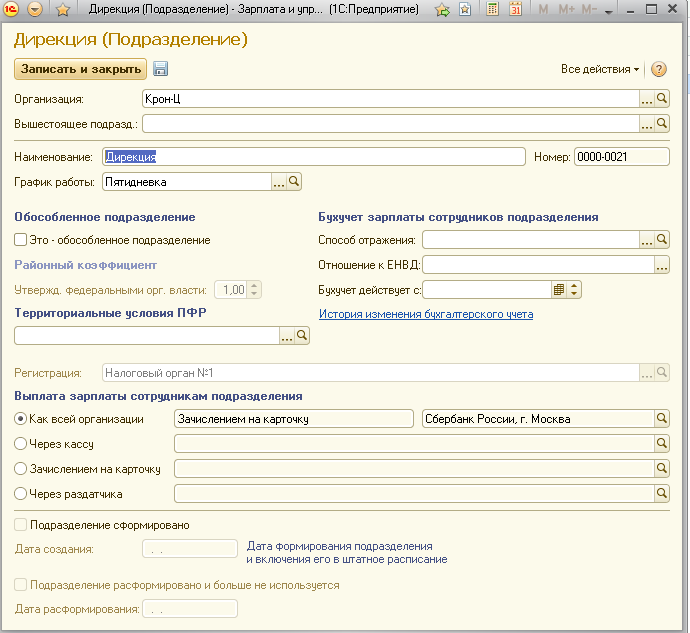 Дирекция (Подразделение) - Зарплата и упр... (1С:Предприятие)
M M+ M-
Дирекция (Подразделение)
Записать и закрыть
Все действия
Организация: Крон-Ц
Вышестоящее подразд.:
Наименование: Дирекция Номер: 0000-0021
График работы: Пятидневка
Обособленное подразделение
Бухучет зарплаты сотрудников подразделения
Это - обособленное подразделение
Способ отражения:
Районный коэффициент
Отношение к ЕНВД:
Утвержд. федеральными орг. власти: 1,00
Бухучет действует с:
Территориальные условия ПФР
История изменения бухгалтерского учета
Регистрация: Налоговый орган №1
Выплата зарплаты сотрудникам подразделения
Как всей организации Зачислением на карточку Сбербанк России, г. Москва
Через кассу
Зачислением на карточку
Через раздатчика
Подразделение сформировано
Дата создания: . .
Дата формирования подразделения
и включения его в штатное расписание
Подразделение расформировано и больше не используется
Дата расформирования: . .